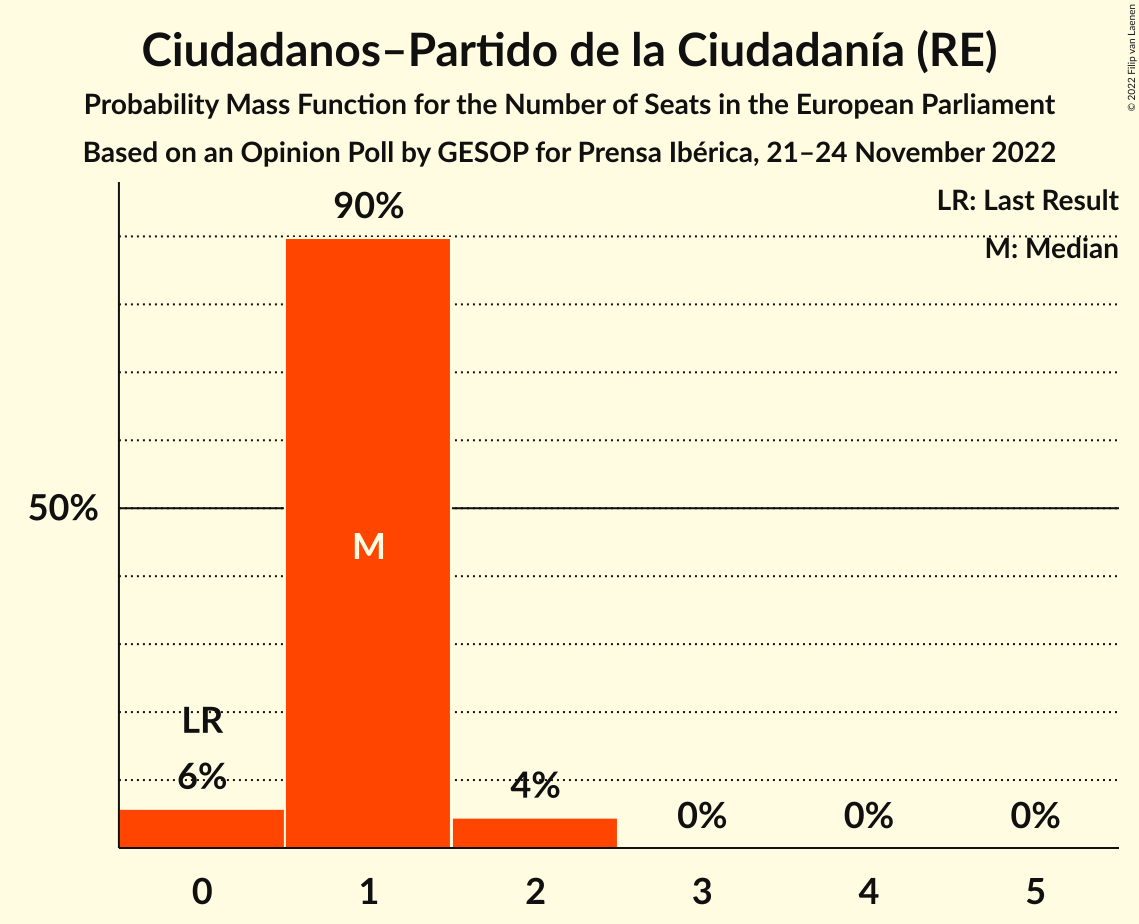 Ciudadanos–Partido de la Ciudadanía (RE)
Probability Mass Function for the Number of Seats in the European Parliament
Based on an Opinion Poll by GESOP for Prensa Ibérica, 21–24 November 2022
© 2022 Filip van Laenen
LR: Last Result
M: Median
90%
50%
M
LR
6%
4%
0%
0%
0%
0
1
2
3
4
5